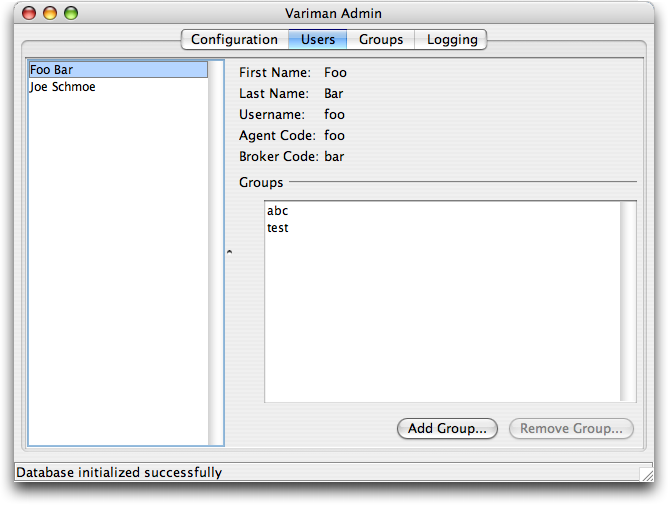 Variman Admin
Configuration Users Groups Logging
Foo Bar
Joe Schmoe
First Name: Foo
Last Name: Bar
Username: foo
Agent Code: foo
Broker Code: bar
Groups
abc
test
Add Group... Remove Group...
Database initialized successfully